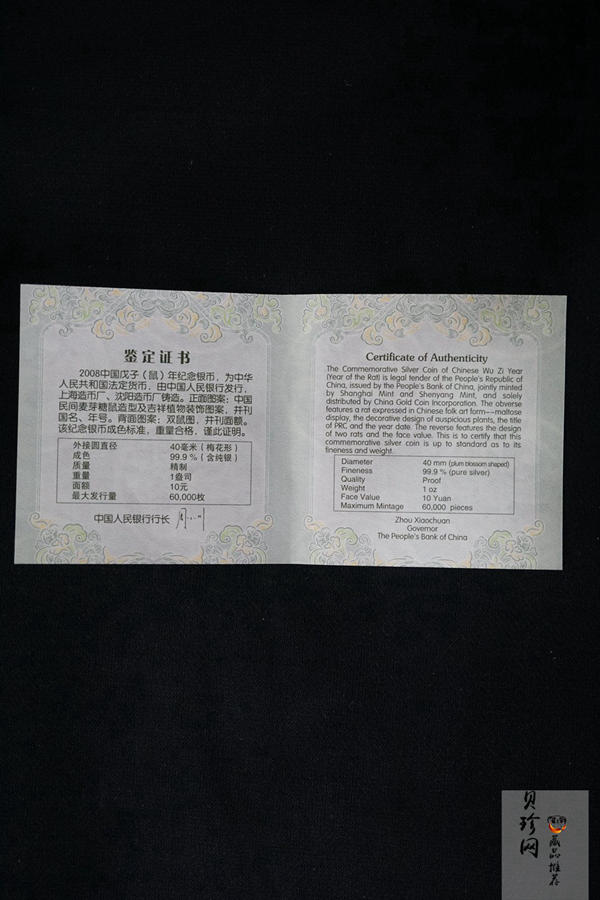 鉴定证书
2008中国戊子（鼠）年纪念银币，为中华
人民共和国法定货币，由中国人民银行发行，
上海造币厂、沈阳造币厂铸造。正面图案：中国
民间麦芽糖鼠造型及吉祥植物装饰图案，并刊
国名、年号。背面图案：双鼠图，并刊面额。
该纪念银币成色标准，重量合格，谨此证明。
外接圆直径 40毫米（梅花形）
成色 99.9%（含纯银）
质量 精制
重量 1盎司
面额 10元
最大发行量 60,000枚
中国人民银行行长
Certificate of Authenticity
The Commemorative Silver Coin of Chinese Wu Zi Year
(Year of the Rat) is legal tender of the People's Republic of
China, issued by the People's Bank of China, jointly minted
by Shanghai Mint and Shenyang Mint, and solely
distributed by China Gold Coin Incorporation. The obverse
features a rat expressed in Chinese folk art form--maltose
display, the decorative design of auspicious plants, the title
of PRC and the year date. The reverse features the design
of two rats and the face value. This is to certify that this
commemorative silver coin is up to standard as to its
fineness and weight.
Diameter 40 mm (plum blossom shaped)
Fineness 99.9 % (pure silver)
Quality Proof
Weight 1 oz
Face Value 10 Yuan
Maximum Mintage 60,000 pieces
Zhou Xiaochuan
Governor
The People's Bank of China
贝珍网
藏品推荐